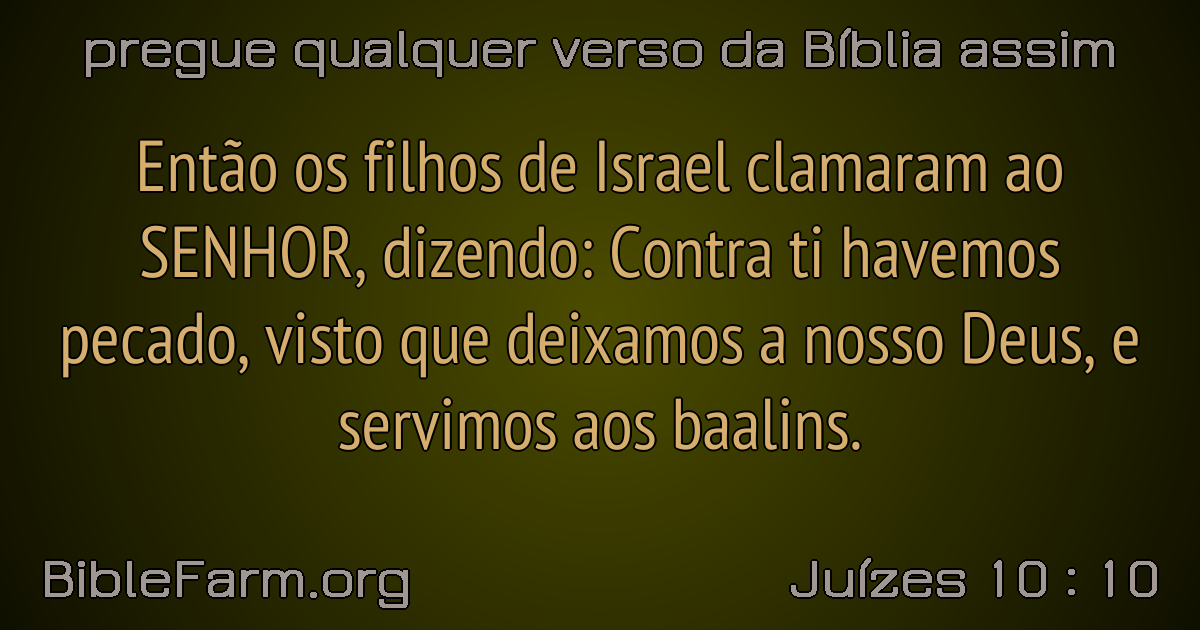 pregue qualquer verso da Bíblia assim
Então os filhos de Israel clamaram ao
SENHOR, dizendo: Contra ti havemos
pecado, visto que deixamos a nosso Deus, e
servimos aos baalins.
BibleFarm.org
Juízes 10 : 10